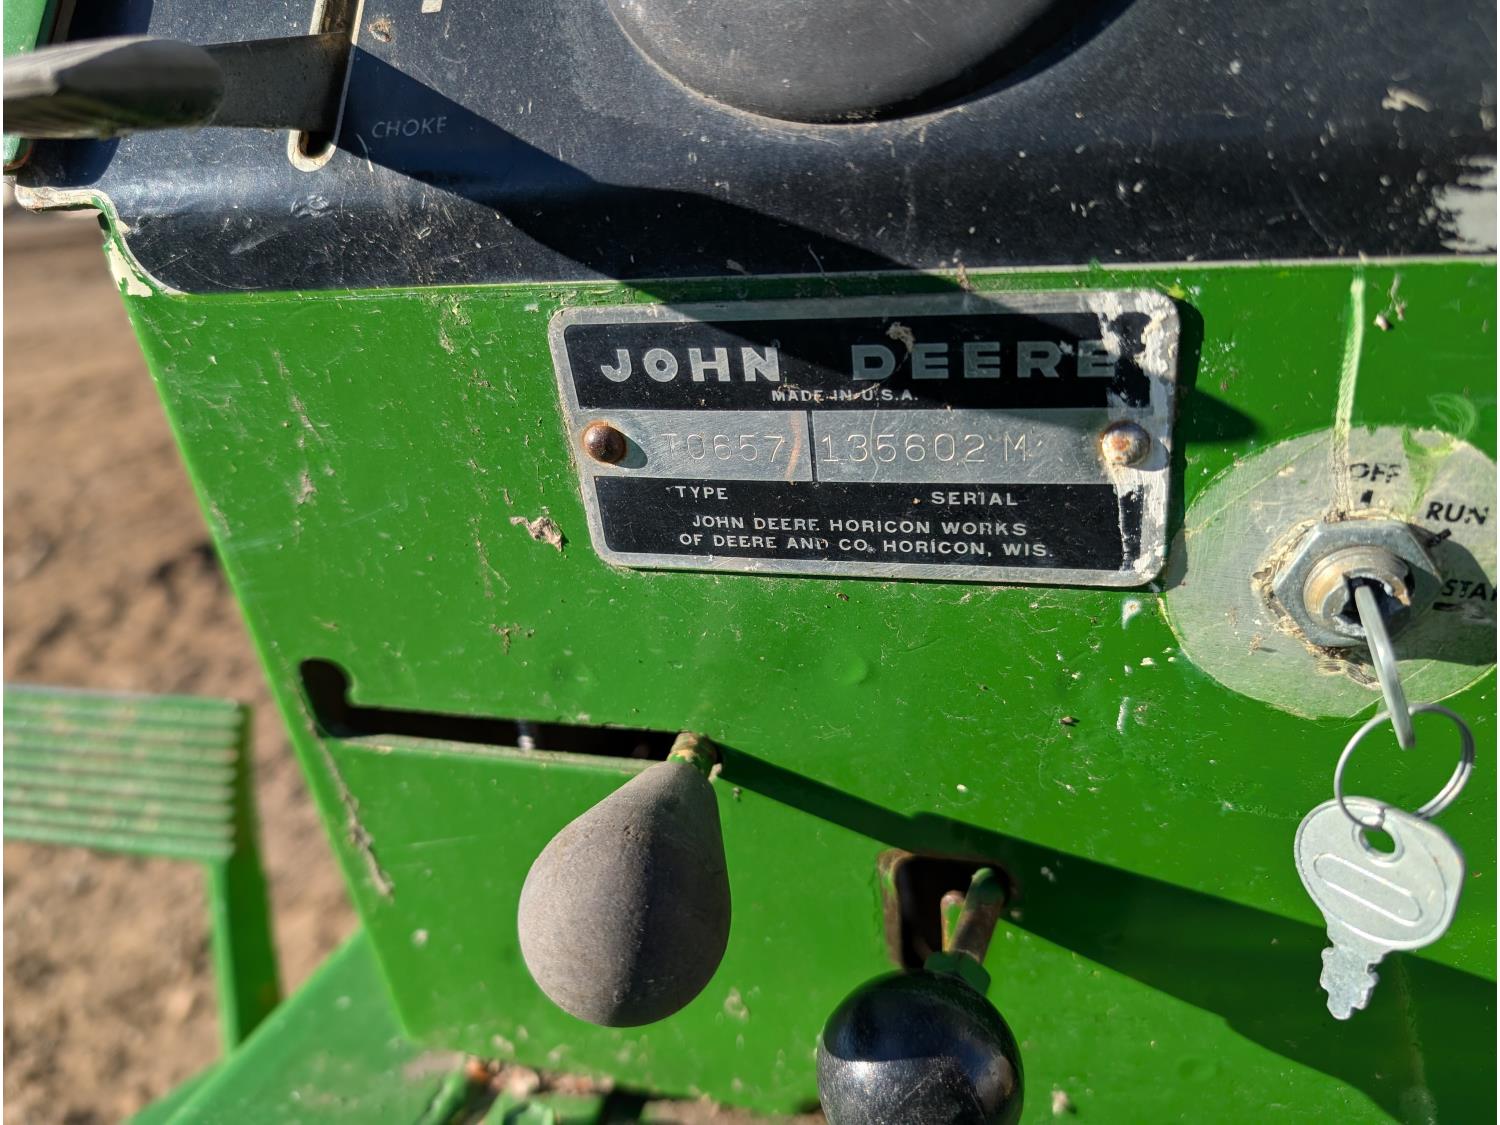 CHOKE
JOHN DEERE
MADE IN U.S.A.
T0657 135602 M
TYPE SERIAL
JOHN DEERE HORICON WORKS
OF DEERE AND CO. HORICON, WIS.
OFF
RUN
STAR